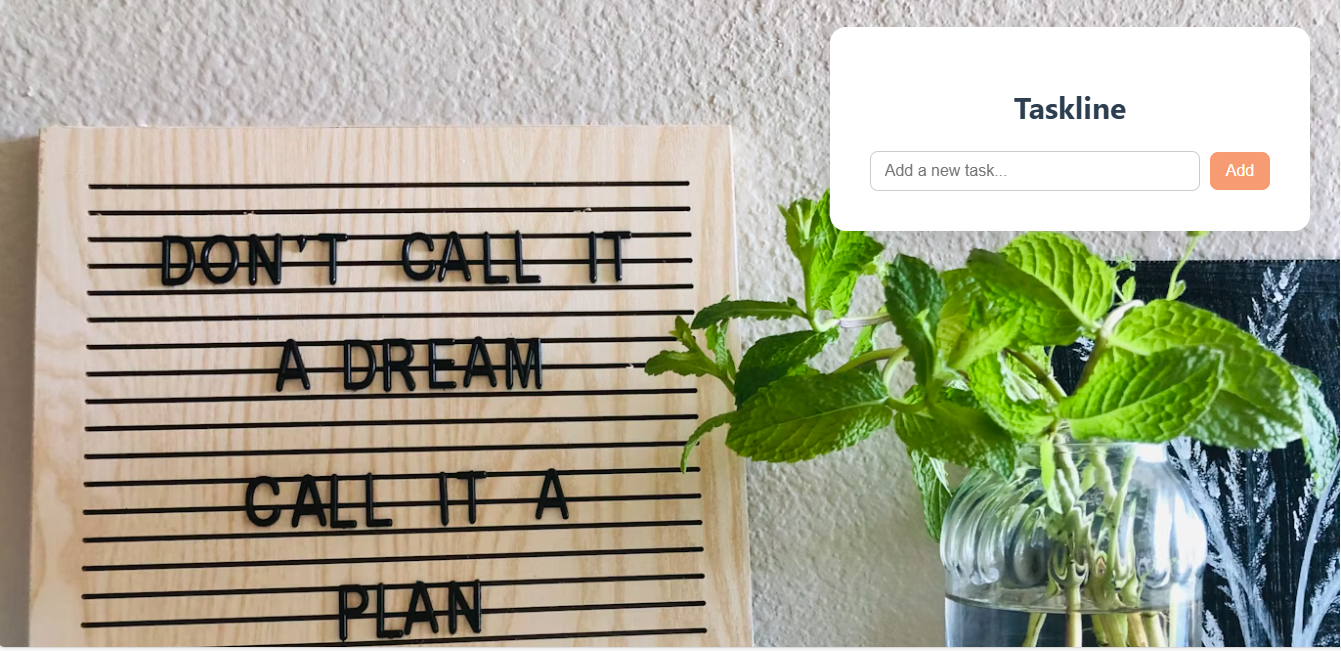 DON'T CALL IT
A DREAM
CALL IT A
PLAN
Taskline
Add a new task...
Add